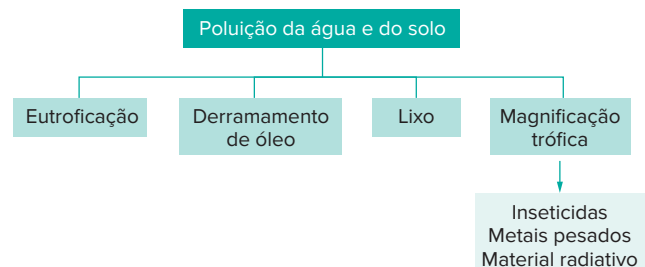 Poluição da água e do solo
Eutroficação
Derramamento
de óleo
Lixo
Magnificação
trófica
Inseticidas
Metais pesados
Material radiativo